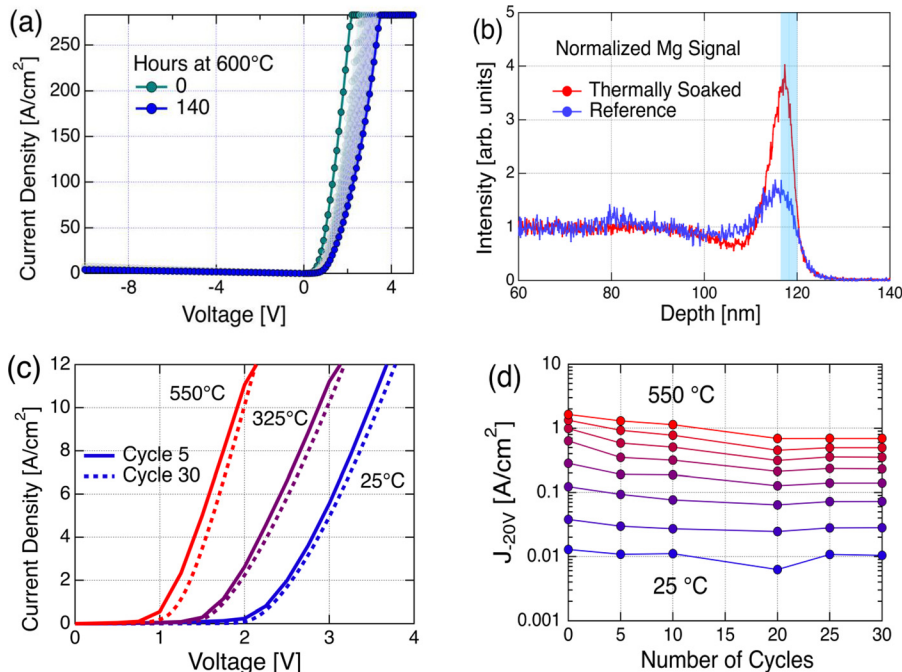 (a)
Current Density [A/cm²]
250
200
150
100
50
0
Hours at 600°C
0
140
-8
-4
0
4
Voltage [V]
(b)
Intensity [arb. units]
5
4
3
2
1
0
Normalized Mg Signal
Thermally Soaked
Reference
60
80
100
120
140
Depth [nm]
(c)
Current Density [A/cm²]
12
10
8
6
4
2
0
550°C
325°C
25°C
Cycle 5
Cycle 30
0
1
2
3
4
Voltage [V]
(d)
J-20V [A/cm²]
10
1
0.1
0.01
0.001
550 °C
25 °C
0
5
10
15
20
25
30
Number of Cycles